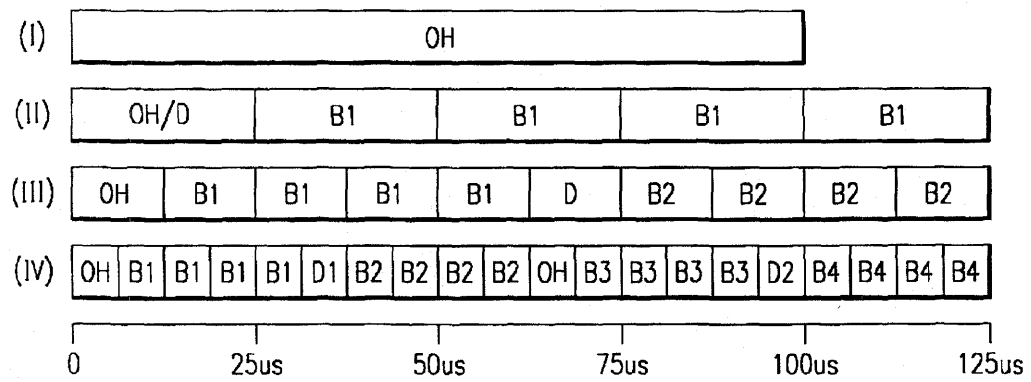 (I) OH
(II) OH/D B1 B1 B1 B1
(III) OH B1 B1 B1 B1 D B2 B2 B2 B2
(IV) OH B1 B1 B1 B1 D1 B2 B2 B2 B2 OH B3 B3 B3 B3 D2 B4 B4 B4 B4
0 25us 50us 75us 100us 125us